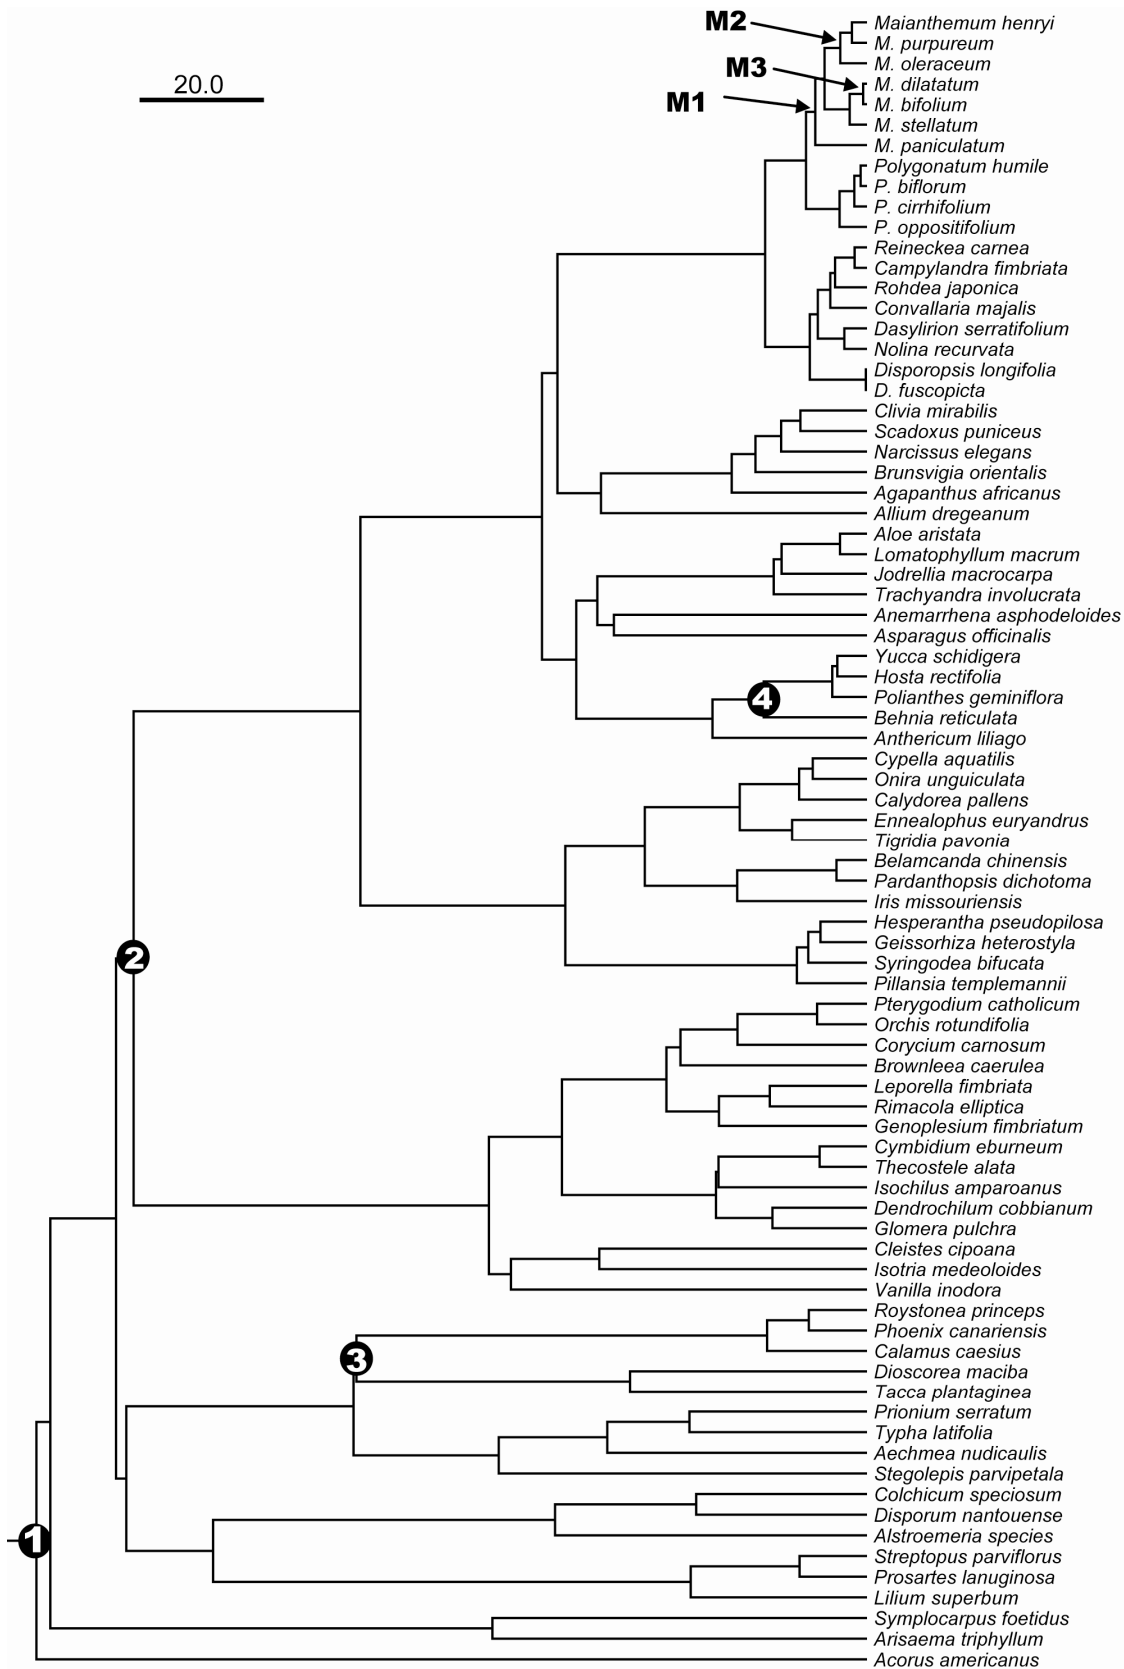 M2
Maianthemum henryi
M. purpureum
M. oleraceum
M3
20.0
M. dilatatum
M1
M. bifolium
M. stellatum
M. paniculatum
Polygonatum humile
P. biflorum
P. cirrhifolium
P. oppositifolium
Reineckea carnea
Campylandra fimbriata
Rohdea japonica
Convallaria majalis
Dasylirion serratifolium
Nolina recurvata
Disporopsis longifolia
D. fuscopicta
Clivia mirabilis
Scadoxus puniceus
Narcissus elegans
Brunsvigia orientalis
Agapanthus africanus
Allium dregeanum
Aloe aristata
Lomatophyllum macrum
Jodrellia macrocarpa
Trachyandra involucrata
Anemarrhena asphodeloides
Asparagus officinalis
Yucca schidigera
Hosta rectifolia
4
Polianthes geminiflora
Behnia reticulata
Anthericum liliago
Cypella aquatilis
Onira unguiculata
Calydorea pallens
Ennealophus euryandrus
Tigridia pavonia
Belamcanda chinensis
Pardanthopsis dichotoma
Iris missouriensis
Hesperantha pseudopilosa
Geissorhiza heterostyla
2
Syringodea bifucata
Pillansia templemannii
Pterygodium catholicum
Orchis rotundifolia
Corycium carnosum
Brownleea caerulea
Leporella fimbriata
Rimacola elliptica
Genoplesium fimbriatum
Cymbidium eburneum
Thecostele alata
Isochilus amparoanus
Dendrochilum cobbianum
Glomera pulchra
Cleistes cipoana
Isotria medeoloides
Vanilla inodora
Roystonea princeps
Phoenix canariensis
Calamus caesius
3
Dioscorea maciba
Tacca plantaginea
Prionium serratum
Typha latifolia
Aechmea nudicaulis
Stegolepis parvipetala
Colchicum speciosum
Disporum nantouense
Alstroemeria species
1
Streptopus parviflorus
Prosartes lanuginosa
Lilium superbum
Symplocarpus foetidus
Arisaema triphyllum
Acorus americanus